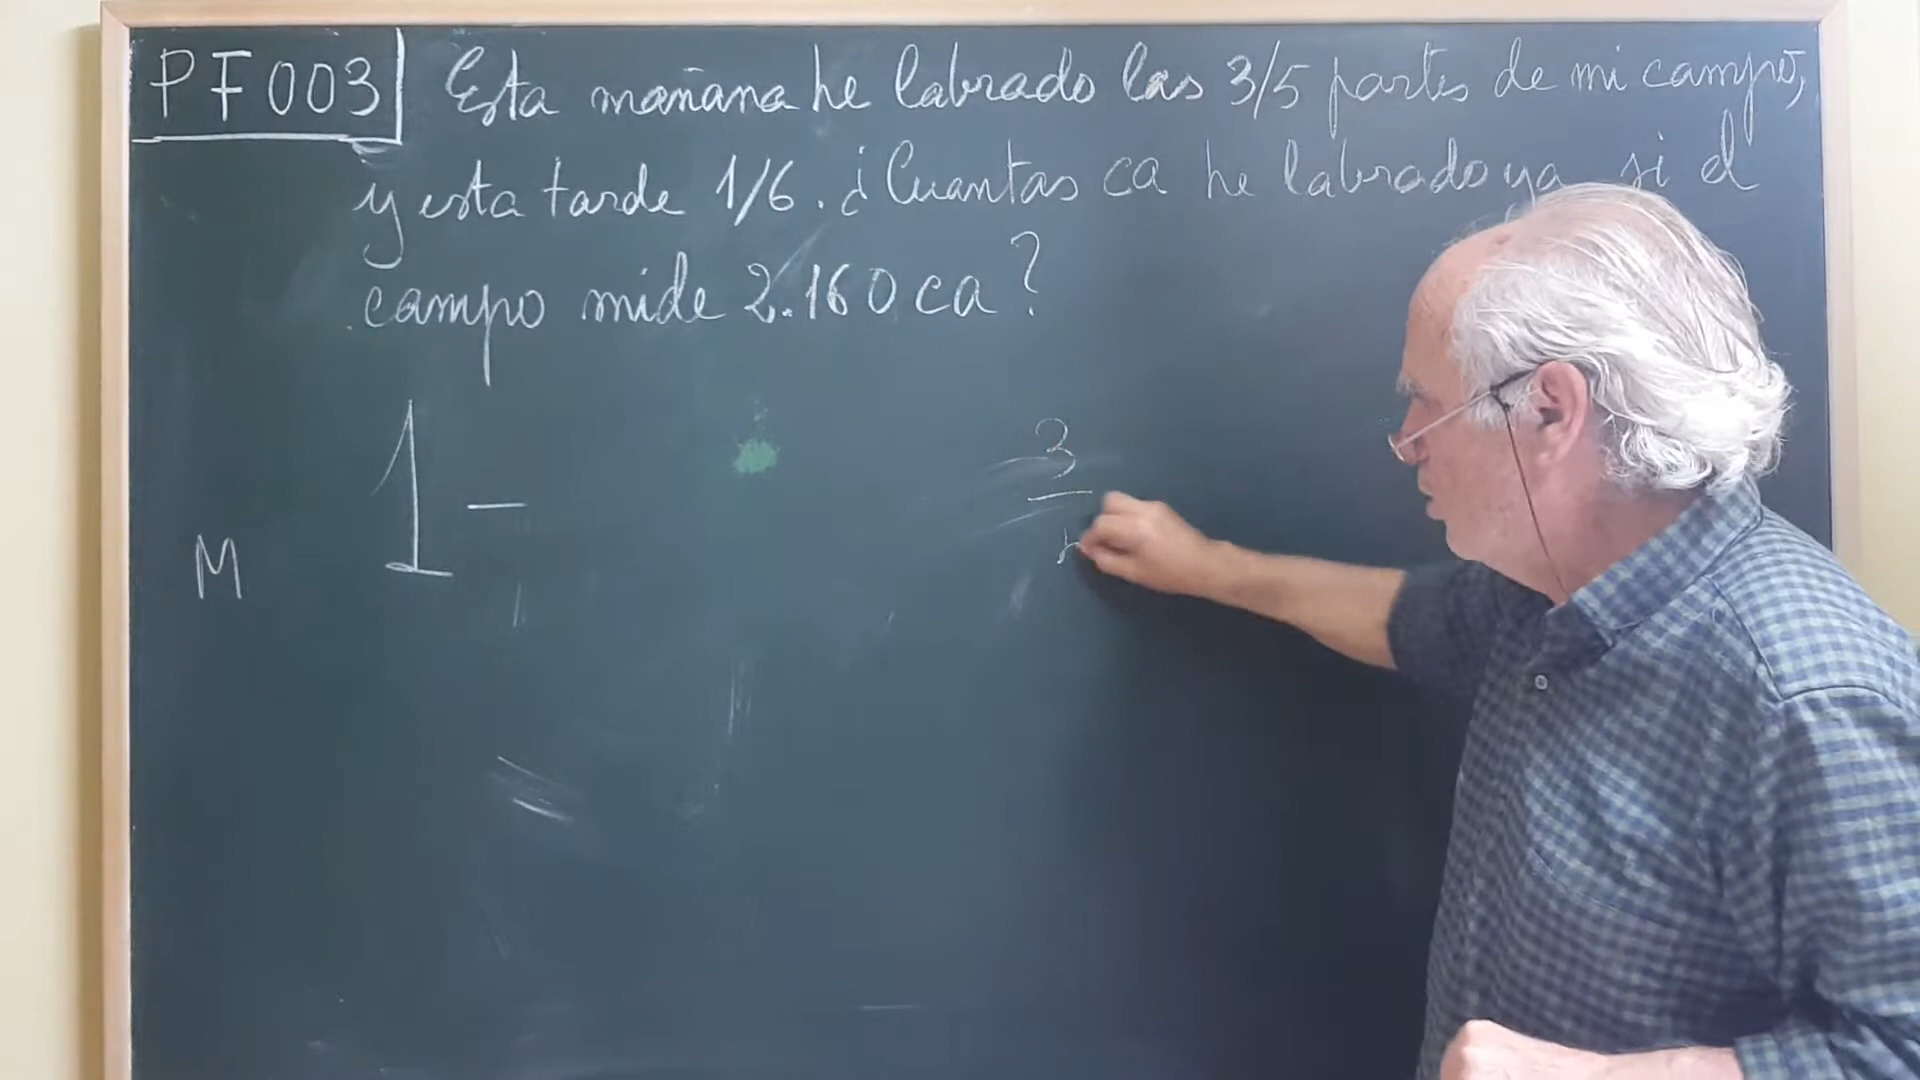 PF003 Esta mañana he labrado las 3/5 partes de mi campo,
y esta tarde 1/6. ¿Cuantas ca he labrado ya si el
campo mide 2.160 ca?
1 -
3
M